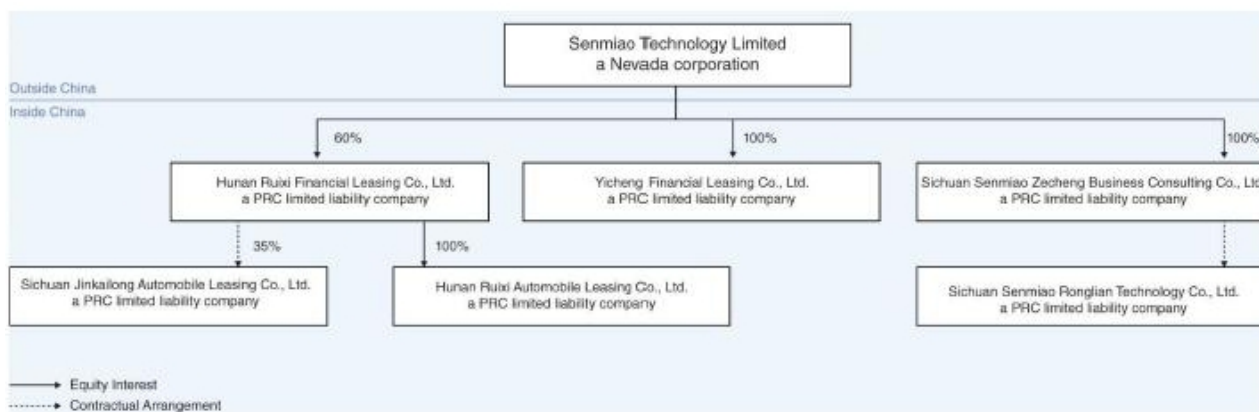 Senmiao Technology Limited
a Nevada corporation
Outside China
Inside China
60%
100%
100%
Hunan Ruixi Financial Leasing Co., Ltd.
a PRC limited liability company
Yicheng Financial Leasing Co., Ltd.
a PRC limited liability company
Sichuan Senmiao Zecheng Business Consulting Co., Ltd
a PRC limited liability company
35%
100%
Sichuan Jinkailong Automobile Leasing Co., Ltd.
a PRC limited liability company
Hunan Ruixi Automobile Leasing Co., Ltd.
a PRC limited liability company
Sichuan Senmiao Ronglian Technology Co., Ltd.
a PRC limited liability company
Equity Interest
Contractual Arrangement